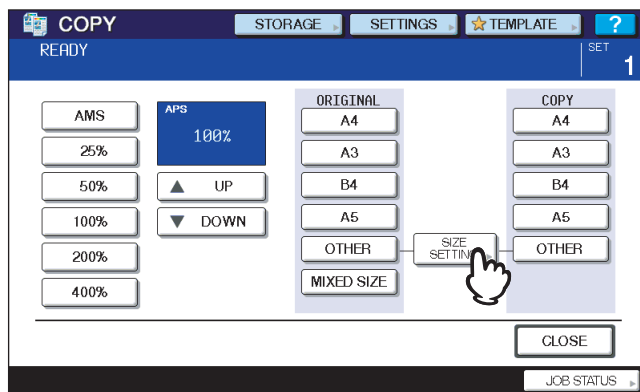 COPY
STORAGE
SETTINGS
TEMPLATE
?
READY
SET
1
AMS
25%
50%
100%
200%
400%
APS
100%
UP
DOWN
ORIGINAL
A4
A3
B4
A5
OTHER
MIXED SIZE
SIZE
SETTING
COPY
A4
A3
B4
A5
OTHER
CLOSE
JOB STATUS